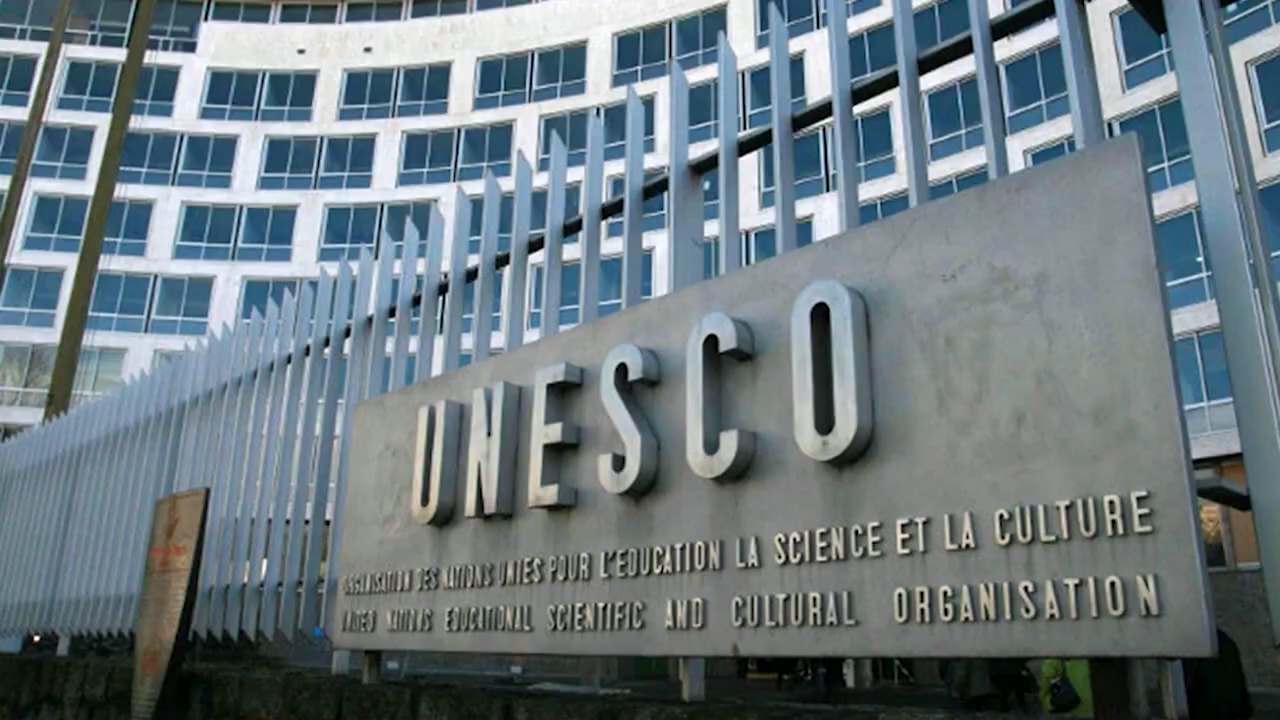 UNESCO
ORGANISATION DES NATIONS UNIES POUR L'EDUCATION LA SCIENCE ET LA CULTURE
UNITED NATIONS EDUCATIONAL SCIENTIFIC AND CULTURAL ORGANISATION